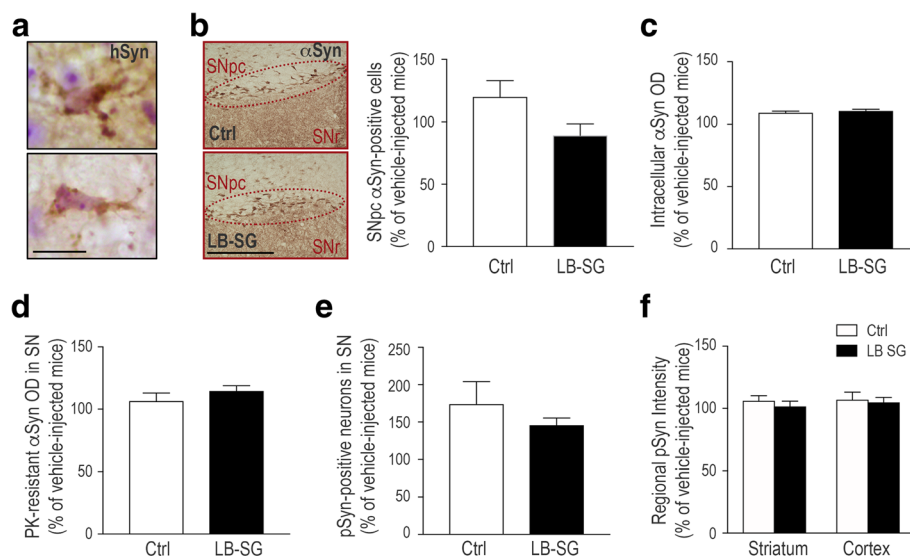 a
hSyn
b
αSyn
SNpc
Ctrl
SNr
SNpc
LB-SG
SNr
SNpc αSyn-positive cells
(% of vehicle-injected mice)
150
100
50
0
Ctrl
LB-SG
c
Intracellular αSyn OD
(% of vehicle-injected mice)
150
100
50
0
Ctrl
LB-SG
d
PK-resistant αSyn OD in SN
(% of vehicle-injected mice)
150
100
50
0
Ctrl
LB-SG
e
pSyn-positive neurons in SN
(% of vehicle-injected mice)
250
200
150
100
50
0
Ctrl
LB-SG
f
Ctrl
LB SG
Regional pSyn Intensity
(% of vehicle-injected mice)
150
100
50
0
Striatum
Cortex